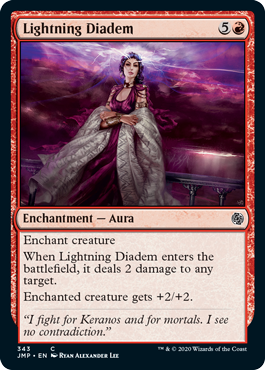 Lightning Diadem 5
Enchantment — Aura
Enchant creature
When Lightning Diadem enters the
battlefield, it deals 2 damage to any
target.
Enchanted creature gets +2/+2.
“I fight for Keranos and for mortals. I see
no contradiction.”
343 C
JMP • EN Ryan Alexander Lee
™ & © 2020 Wizards of the Coast